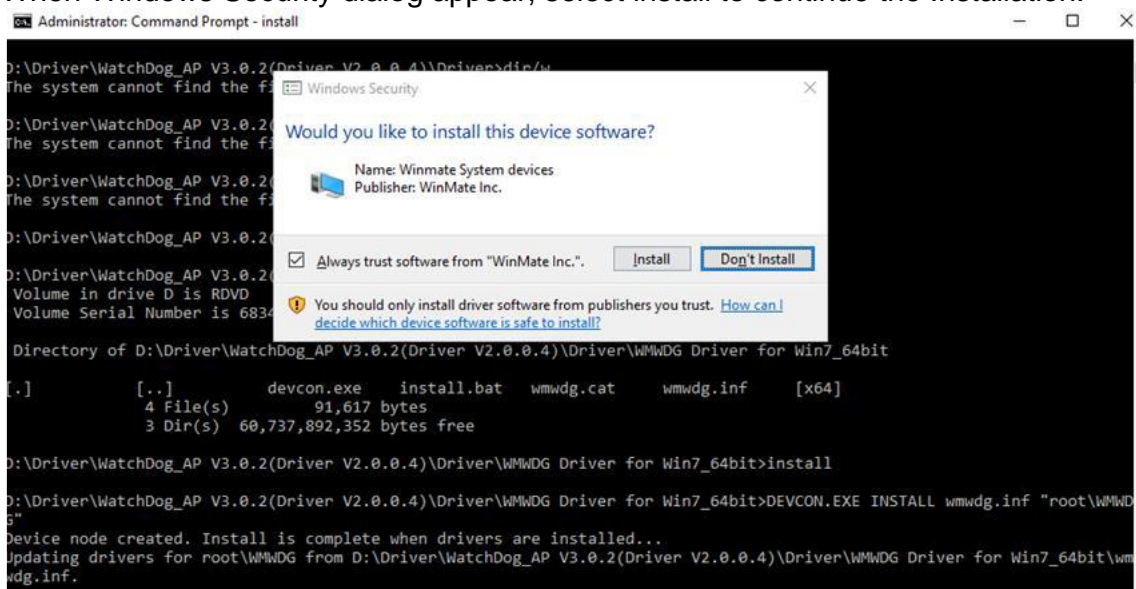 When Windows Security dialog appear, select Install to continue the installation.
Administrator: Command Prompt - install
D:\Driver\WatchDog_AP V3.0.2(Driver V2.0.0.4)\\Driver>dir/w
The system cannot find the fi
Windows Security
D:\Driver\WatchDog_AP V3.0.2(
The system cannot find the fi
Would you like to install this device software?
D:\Driver\WatchDog_AP V3.0.2(
The system cannot find the fi
Name: Winmate System devices
Publisher: WinMate Inc.
D:\Driver\WatchDog_AP V3.0.2(
Always trust software from "WinMate Inc.".
Install
Don't Install
D:\Driver\WatchDog_AP V3.0.2(
Volume in drive D is RDVD
Volume Serial Number is 6834
You should only install driver software from publishers you trust. How can I
decide which device software is safe to install?
Directory of D:\Driver\WatchDog_AP V3.0.2(Driver V2.0.0.4)\Driver\WMWDG Driver for Win7_64bit
[.] [..] devcon.exe install.bat wmwdg.cat wmwdg.inf [x64]
4 File(s) 91,617 bytes
3 Dir(s) 60,737,892,352 bytes free
D:\Driver\WatchDog_AP V3.0.2(Driver V2.0.0.4)\Driver\WMWDG Driver for Win7_64bit>install
D:\Driver\WatchDog_AP V3.0.2(Driver V2.0.0.4)\Driver\WMWDG Driver for Win7_64bit>DEVCON.EXE INSTALL wmwdg.inf "root\WMWD
G"
Device node created. Install is complete when drivers are installed...
Updating drivers for root\WMWDG from D:\Driver\WatchDog_AP V3.0.2(Driver V2.0.0.4)\Driver\WMWDG Driver for Win7_64bit\wm
wdg.inf.